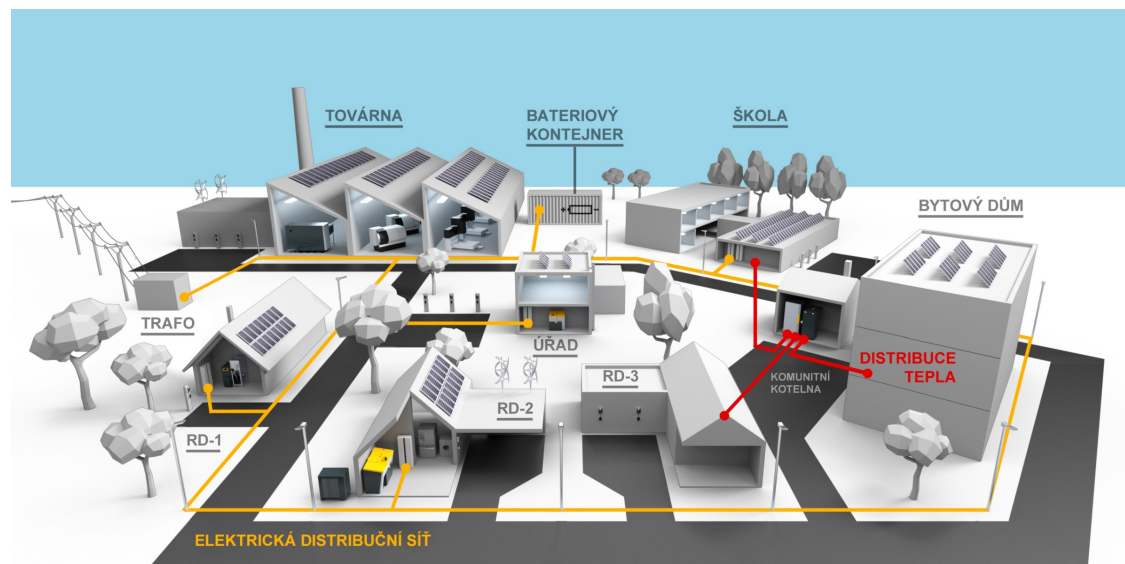 TOVÁRNA
BATERIOVÝ
KONTEJNER
ŠKOLA
BYTOVÝ DŮM
TRAFO
ÚŘAD
RD-1
RD-2
RD-3
KOMUNITNÍ
KOTELNA
DISTRIBUCE
TEPLA
ELEKTRICKÁ DISTRIBUČNÍ SÍŤ